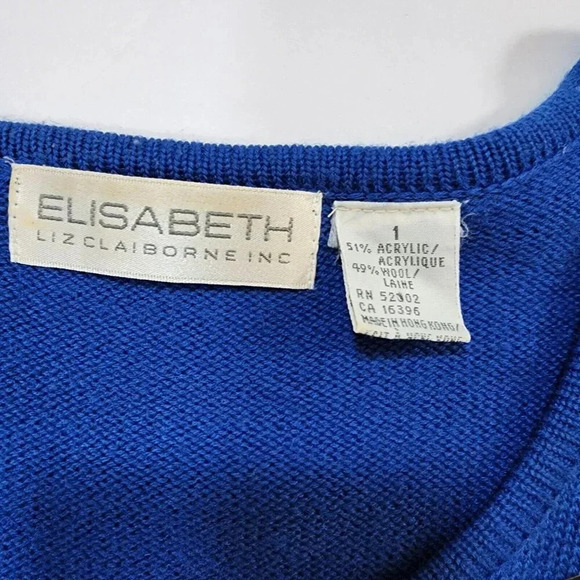 ELISABETH
LIZ CLAIBORNE INC
1
51% ACRYLIC/
ACRYLIQUE
49% WOOL/
LAINE
RN 52302
CA 16396
MADE IN HONG KONG/